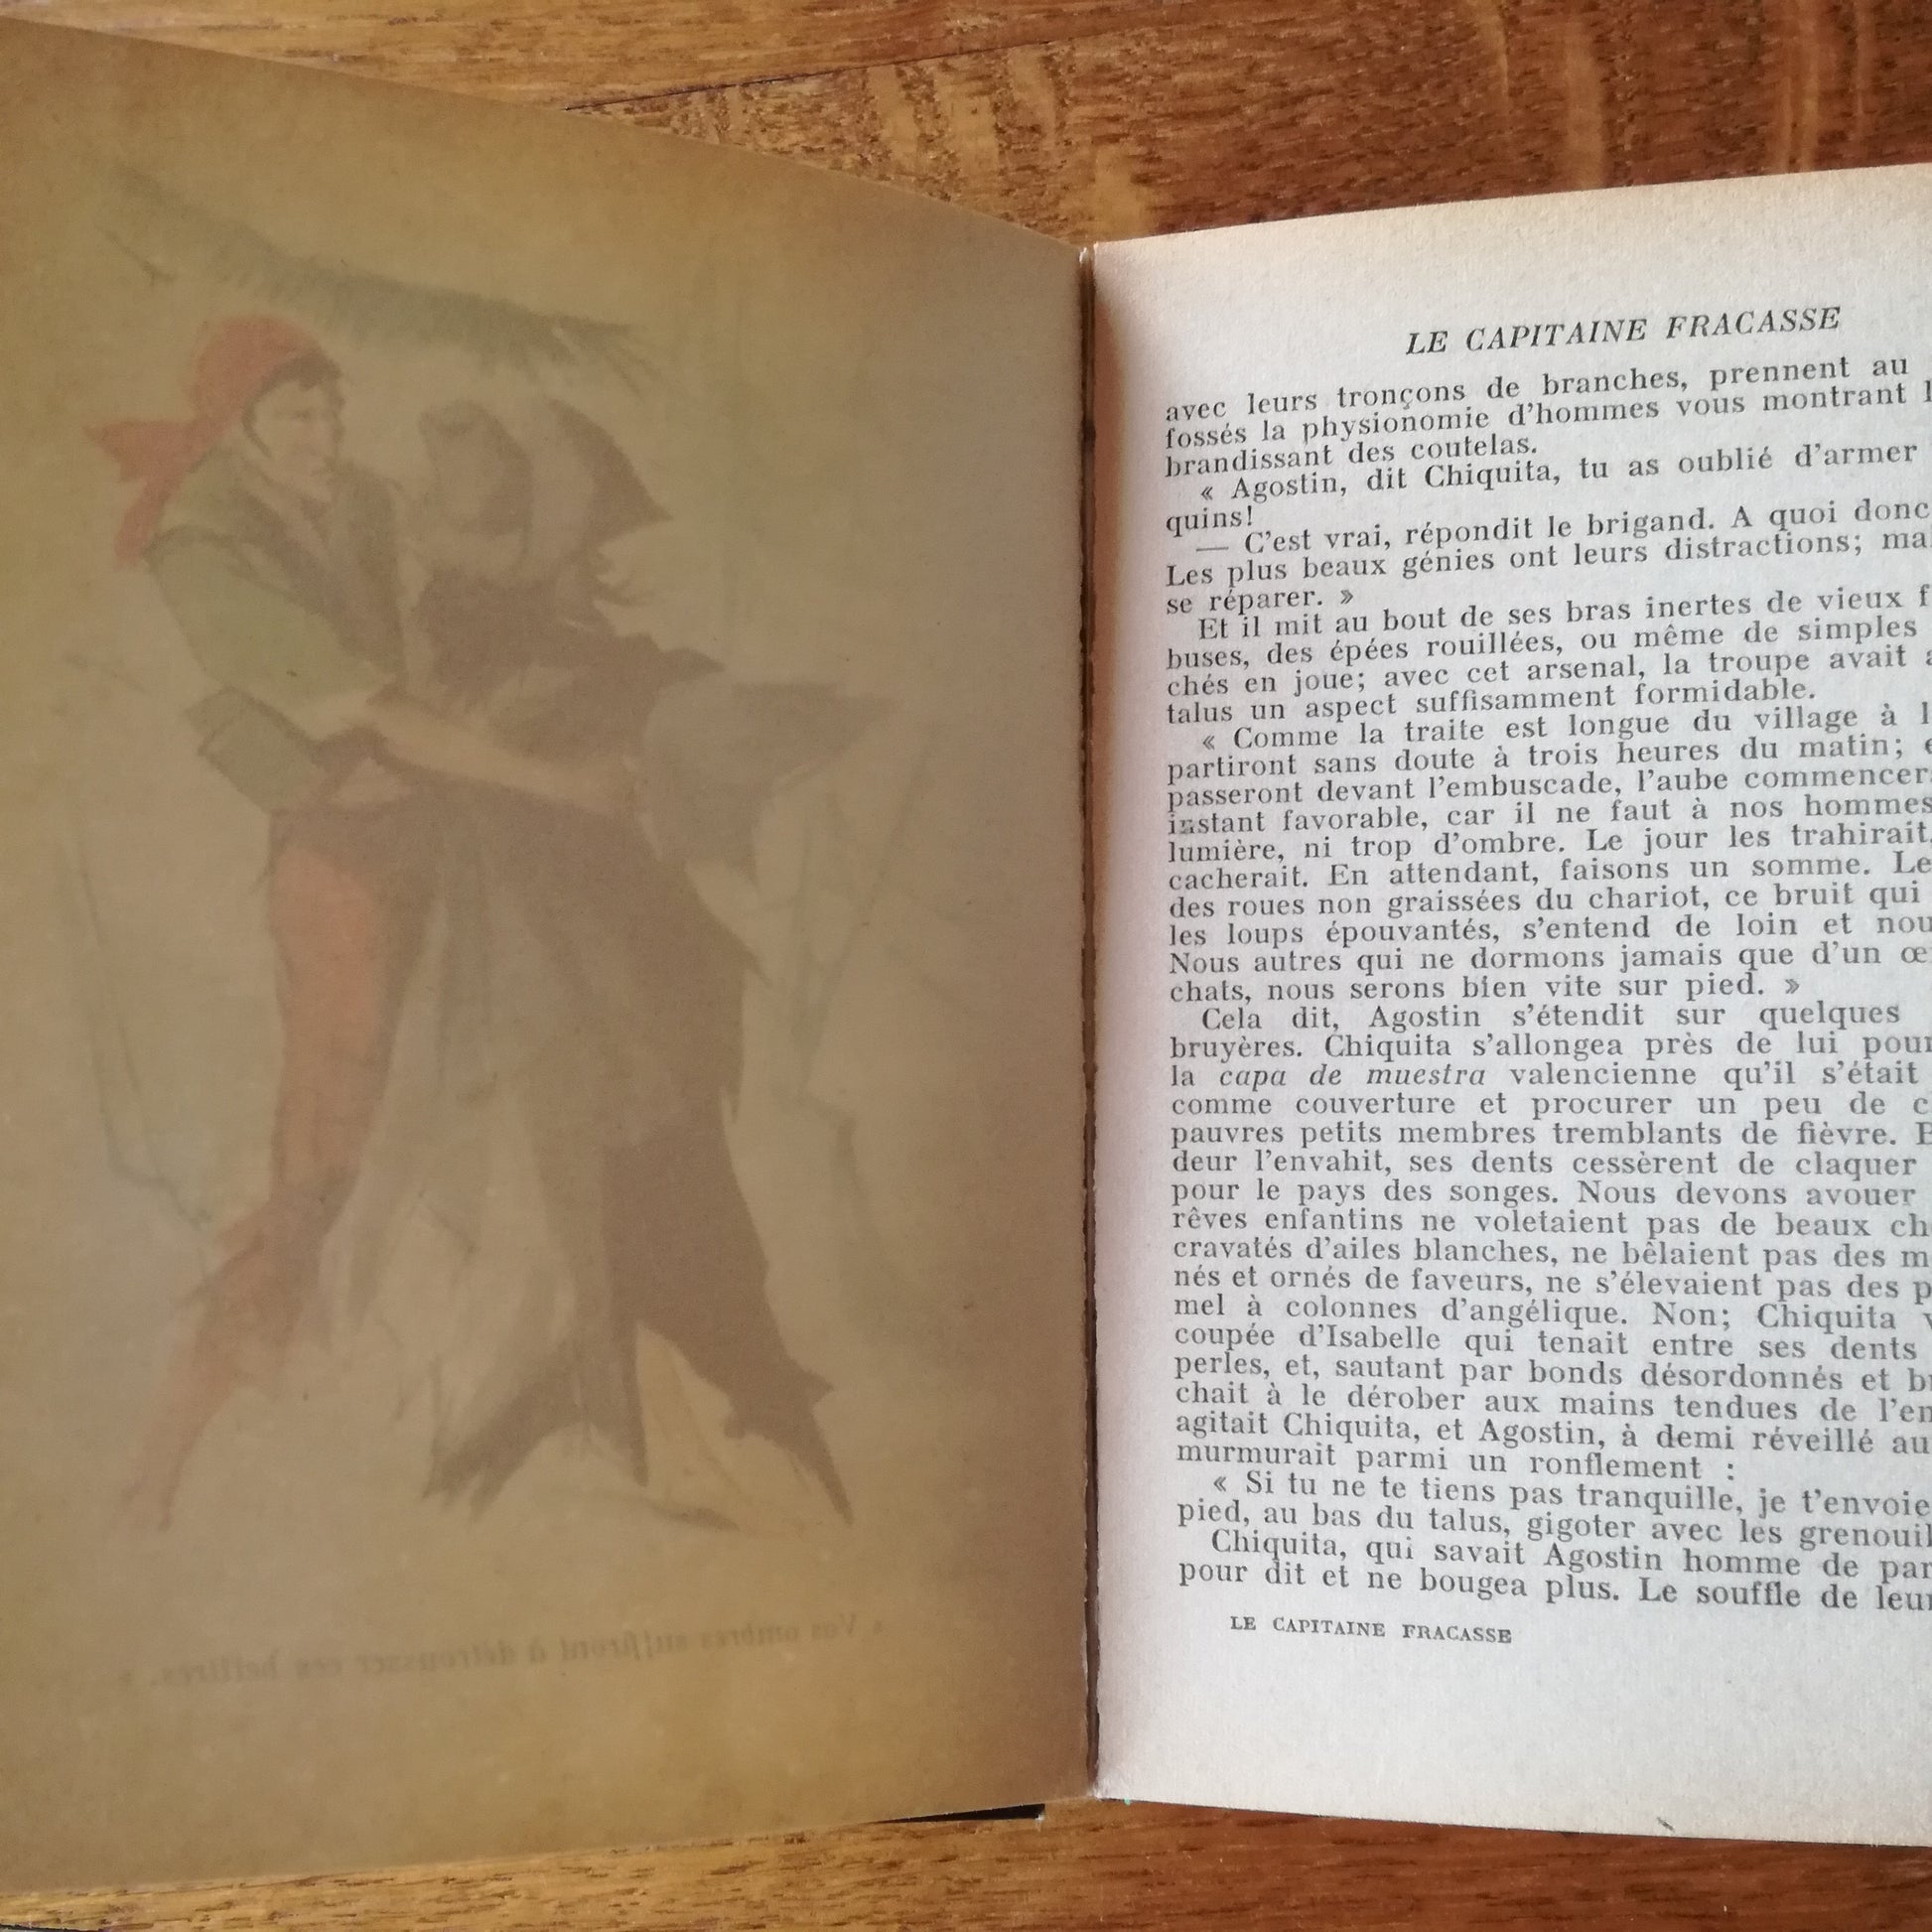 « Vos ombres suffiront à détrousser ces bélîtres. »
LE CAPITAINE FRACASSE
avec leurs tronçons de branches, prennent au
fossés la physionomie d'hommes vous montrant
brandissant des coutelas.
« Agostin, dit Chiquita, tu as oublié d'armer
quins!
— C'est vrai, répondit le brigand. A quoi donc
Les plus beaux génies ont leurs distractions;
se réparer. »
Et il mit au bout de ses bras inertes de vieux
buses, des épées rouillées, ou même de simples
chés en joue; avec cet arsenal, la troupe avait
talus un aspect suffisamment formidable.
« Comme la traite est longue du village à
partiront sans doute à trois heures du matin;
passeront devant l'embuscade, l'aube
instant favorable, car il ne faut à nos hommes
lumière, ni trop d'ombre. Le jour les trahirait,
cacherait. En attendant, faisons un somme. Le
des roues non graissées du chariot, ce bruit qui
les loups épouvantés, s'entend de loin et
Nous autres qui ne dormons jamais que d'un
chats, nous serons bien vite sur pied. »
Cela dit, Agostin s'étendit sur quelques
bruyères. Chiquita s'allongea près de lui
la capa de muestra valencienne qu'il s'était
comme couverture et procurer un peu de
pauvres petits membres tremblants de fièvre.
deur l'envahit, ses dents cessèrent de claquer
pour le pays des songes. Nous devons avouer
rêves enfantins ne voletaient pas de beaux
cravatés d'ailes blanches, ne bêlaient pas des
nés et ornés de faveurs, ne s'élevaient pas des
mel à colonnes d'angélique. Non; Chiquita
coupée d'Isabelle qui tenait entre ses dents
perles, et, sautant par bonds désordonnés et
chait à le dérober aux mains tendues de
agitait Chiquita, et Agostin, à demi réveillé
murmurait parmi un ronflement :
« Si tu ne te tiens pas tranquille, je t'envoie
pied, au bas du talus, gigoter avec les
Chiquita, qui savait Agostin homme de
pour dit et ne bougea plus. Le souffle de
LE CAPITAINE FRACASSE